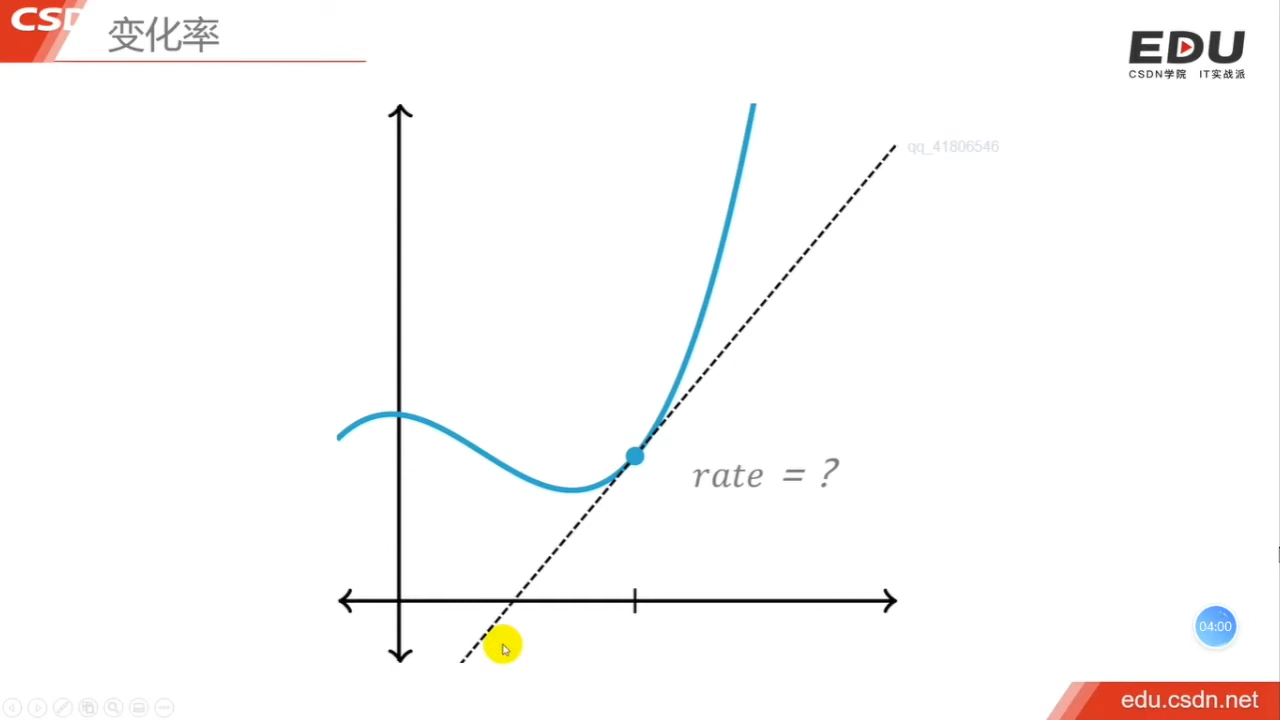 CSD
变化率
EDU
CSDN学院 IT实战派
qq_41806546
rate = ?
04:00
edu.csdn.net